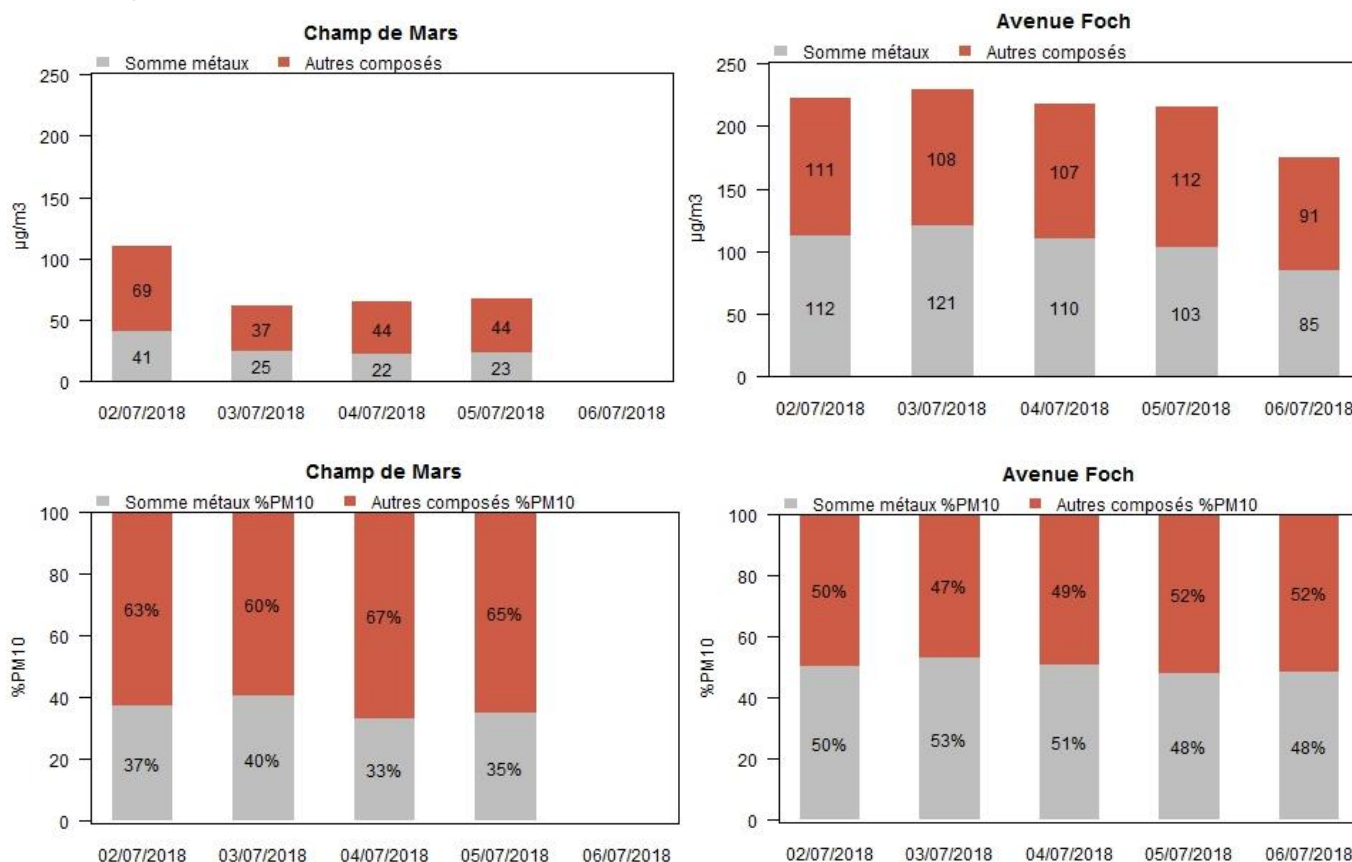 Champ de Mars
Somme métaux Autres composés
250
200
150
100
50
0
µg/m3
69 37 44 44
41 25 22 23
02/07/2018 03/07/2018 04/07/2018 05/07/2018 06/07/2018
Avenue Foch
Somme métaux Autres composés
250
200
150
100
50
0
µg/m3
111 108 107 112 91
112 121 110 103 85
02/07/2018 03/07/2018 04/07/2018 05/07/2018 06/07/2018
Champ de Mars
Somme métaux %PM10 Autres composés %PM10
100
80
60
40
20
0
%PM10
63% 60% 67% 65%
37% 40% 33% 35%
02/07/2018 03/07/2018 04/07/2018 05/07/2018 06/07/2018
Avenue Foch
Somme métaux %PM10 Autres composés %PM10
100
80
60
40
20
0
%PM10
50% 47% 49% 52% 52%
50% 53% 51% 48% 48%
02/07/2018 03/07/2018 04/07/2018 05/07/2018 06/07/2018